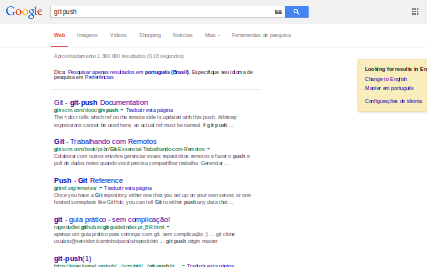 Google
git push
Web Imagens Vídeos Shopping Notícias Mais Ferramentas de pesquisa
Aproximadamente 1.300.000 resultados (0,18 segundos)
Looking for results in En
Dica: Pesquisar apenas resultados em português (Brasil). Especifique seu idioma de
pesquisa em Preferências
Change to English
Manter em português
Configurações de idioma
Git - git-push Documentation
git-scm.com/docs/git-push Traduzir esta página
The <dst> tells which ref on the remote side is updated with this push. Arbitrary
expressions cannot be used here, an actual ref must be named. If git push ...
Git - Trabalhando com Remotos
git-scm.com/book/pt-br/Git-Essencial-Trabalhando-com-Remotos
Colaborar com outros envolve gerenciar esses repositórios remotos e fazer o push e
pull de dados neles quando você precisa compartilhar trabalho. Gerenciar ...
Push - Git Reference
gitref.org/remotes/ Traduzir esta página
Once you have a Git repository, either one that you set up on your own server, or one
hosted someplace like GitHub, you can tell Git to either push any data that ...
git - guia prático - sem complicação!
rogerdudler.github.io/git-guide/index.pt_BR.html
apenas um guia prático para começar com git. sem complicação ;) ... git clone
usuário@servidor:/caminho/para/o/repositório ... git push origin master
git-push(1)